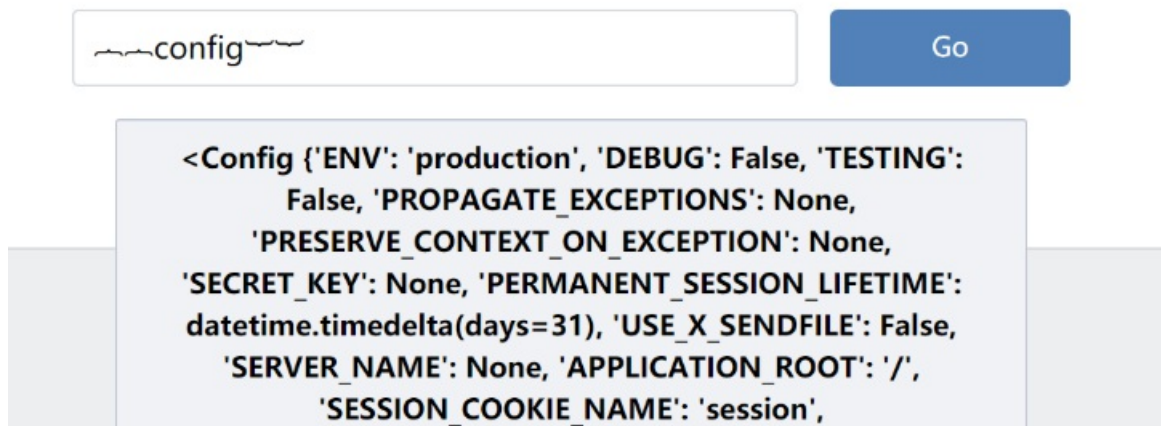 ︷︷config︸︸
Go
<Config {'ENV': 'production', 'DEBUG': False, 'TESTING':
False, 'PROPAGATE_EXCEPTIONS': None,
'PRESERVE_CONTEXT_ON_EXCEPTION': None,
'SECRET_KEY': None, 'PERMANENT_SESSION_LIFETIME':
datetime.timedelta(days=31), 'USE_X_SENDFILE': False,
'SERVER_NAME': None, 'APPLICATION_ROOT': '/',
'SESSION_COOKIE_NAME': 'session',